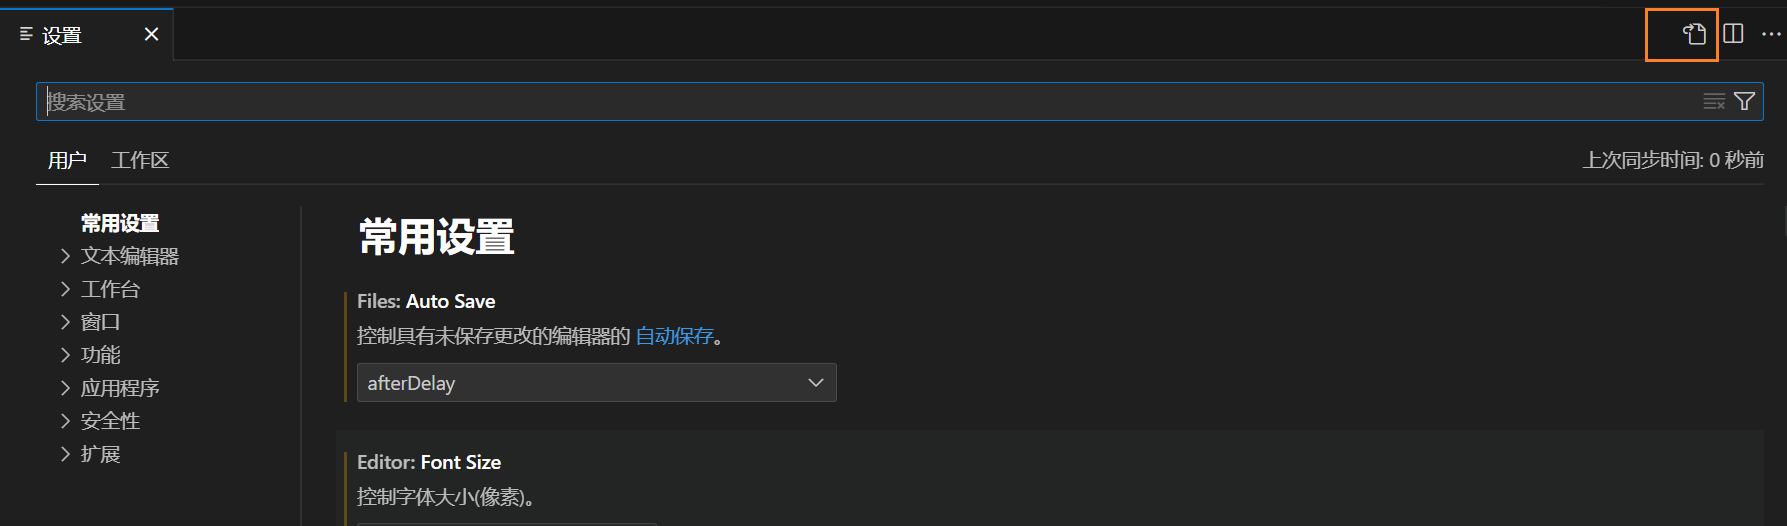 设置
搜索设置
用户 工作区 上次同步时间: 0 秒前
常用设置
文本编辑器
工作台
窗口
功能
应用程序
安全性
扩展
常用设置
Files: Auto Save
控制具有未保存更改的编辑器的 自动保存。
afterDelay
Editor: Font Size
控制字体大小(像素)。